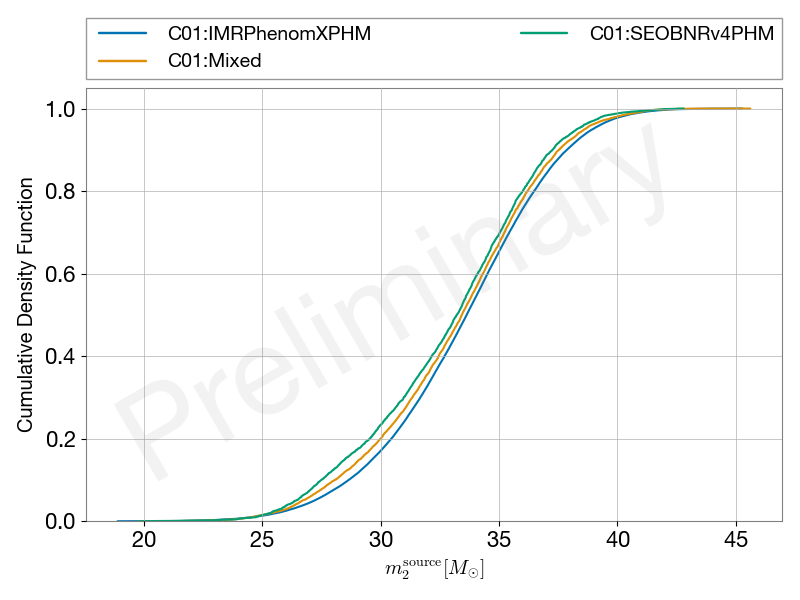 C01:IMRPhenomXPHM
C01:Mixed
C01:SEOBNRv4PHM
Cumulative Density Function
1.0
0.8
0.6
0.4
0.2
0.0
20 25 30 35 40 45
m₂^source [M⊙]
Preliminary